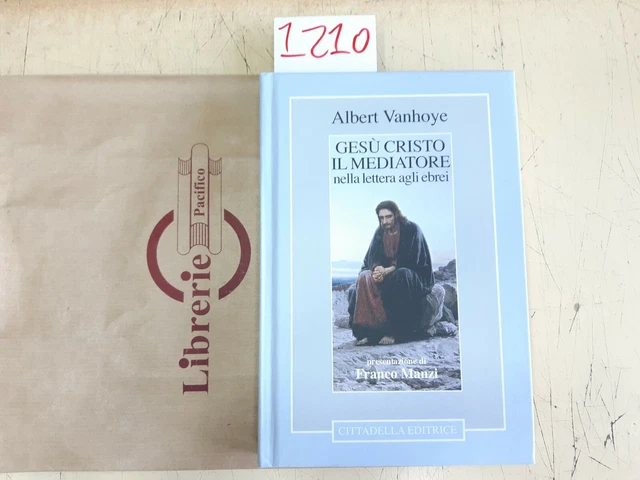 1210
Albert Vanhoye
GESÙ CRISTO
IL MEDIATORE
nella lettera agli ebrei
presentazione di
Franco Manzi
CITTADELLA EDITRICE
Librerie
Pacifico